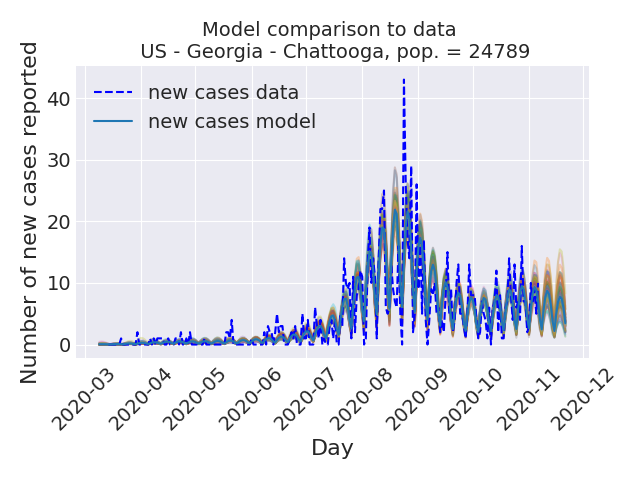 Model comparison to data
US - Georgia - Chattooga, pop. = 24789
Number of new cases reported
40
30
20
10
0
new cases data
new cases model
2020-03
2020-04
2020-05
2020-06
2020-07
2020-08
2020-09
2020-10
2020-11
2020-12
Day